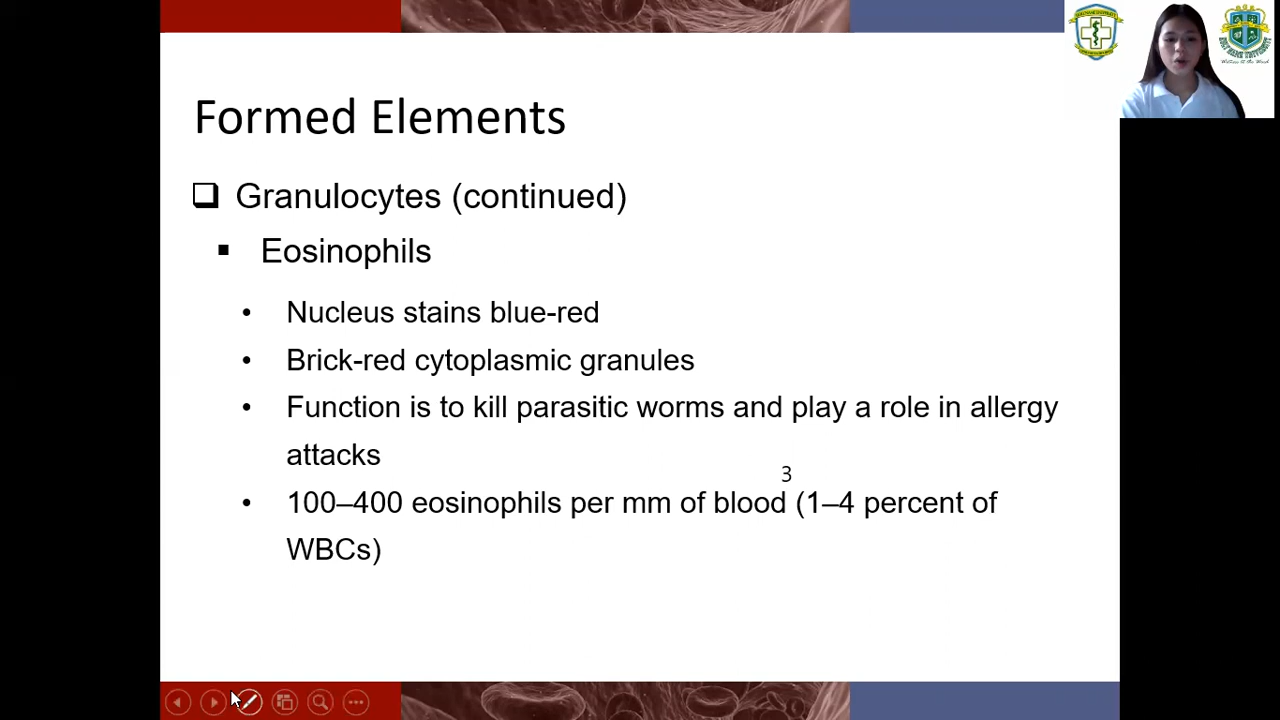 Formed Elements
Granulocytes (continued)
Eosinophils
Nucleus stains blue-red
Brick-red cytoplasmic granules
Function is to kill parasitic worms and play a role in allergy
attacks
3
100–400 eosinophils per mm of blood (1–4 percent of
WBCs)